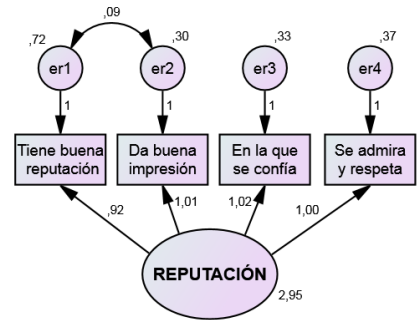 ,09
,72 ,30 ,33 ,37
er1 er2 er3 er4
1 1 1 1
Tiene buena
reputación
Da buena
impresión
En la que
se confía
Se admira
y respeta
,92 1,01 1,02 1,00
REPUTACIÓN
2,95